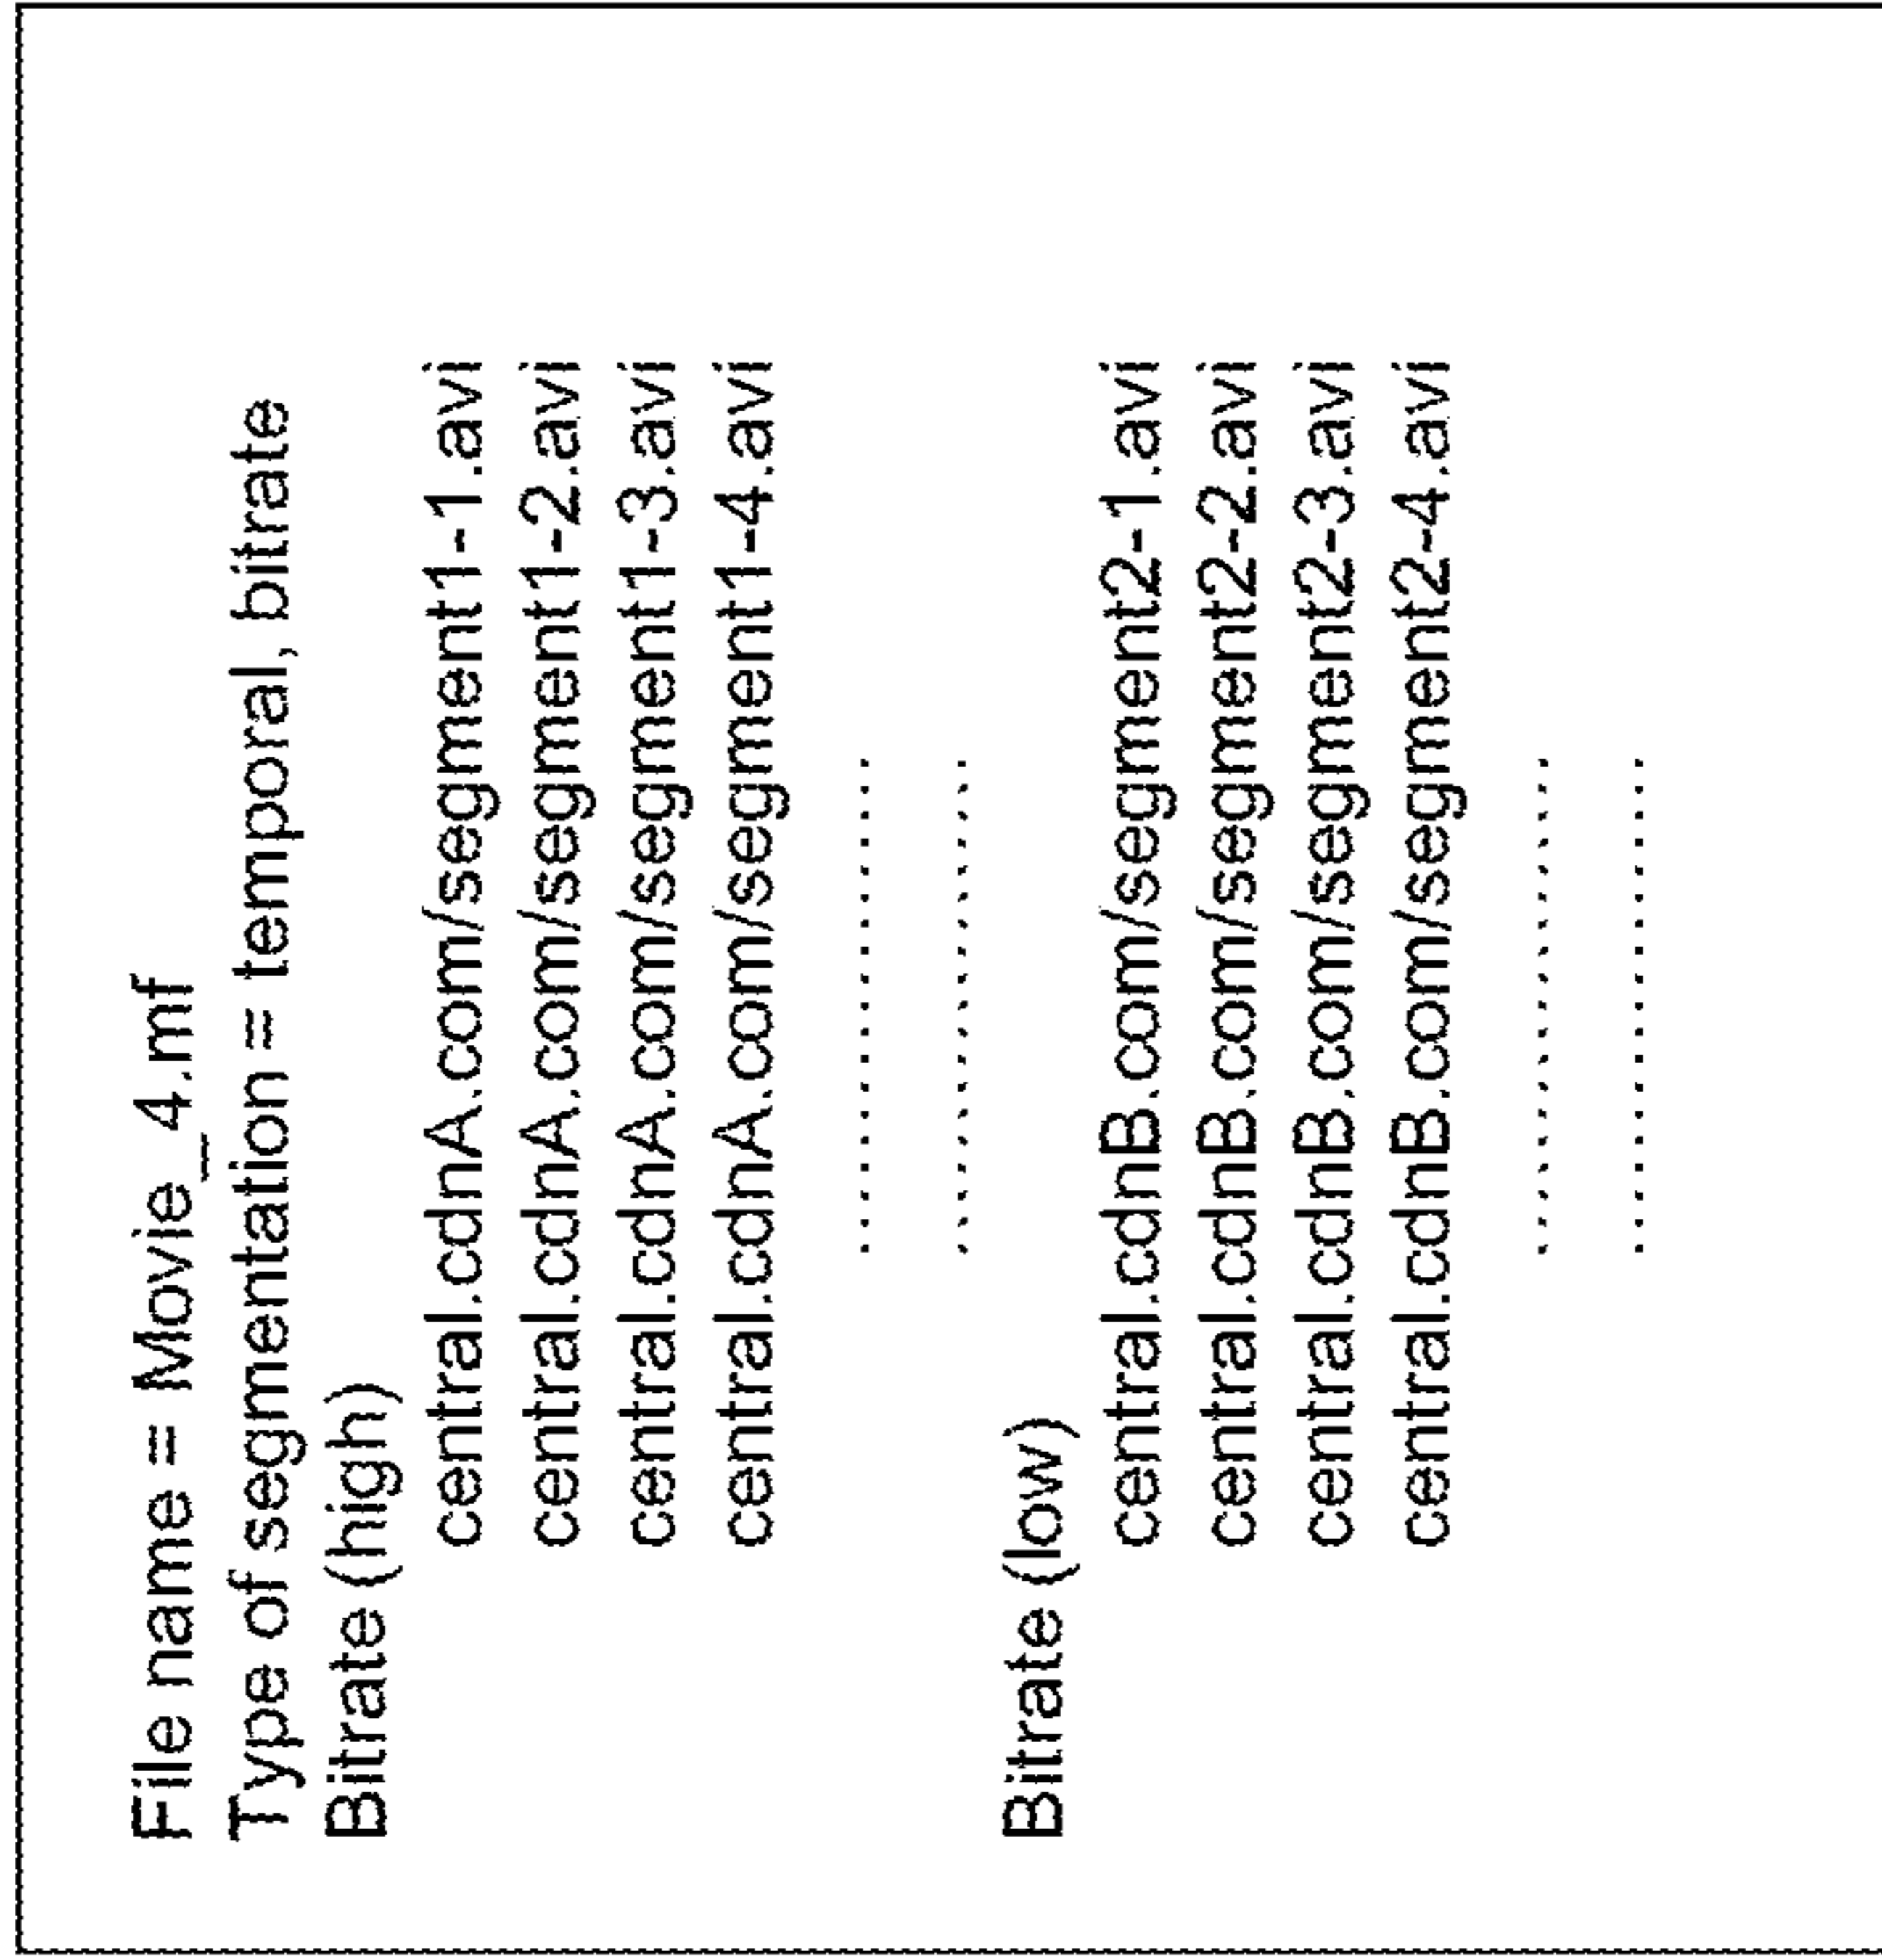 File name = Movie_4.mf
Type of segmentation = temporal, bitrate
Bitrate (high)
central.cdnA.com/segment1-1.avi
central.cdnA.com/segment1-2.avi
central.cdnA.com/segment1-3.avi
central.cdnA.com/segment1-4.avi
...................
...................
Bitrate (low)
central.cdnB.com/segment2-1.avi
central.cdnB.com/segment2-2.avi
central.cdnB.com/segment2-3.avi
central.cdnB.com/segment2-4.avi
...................
...................